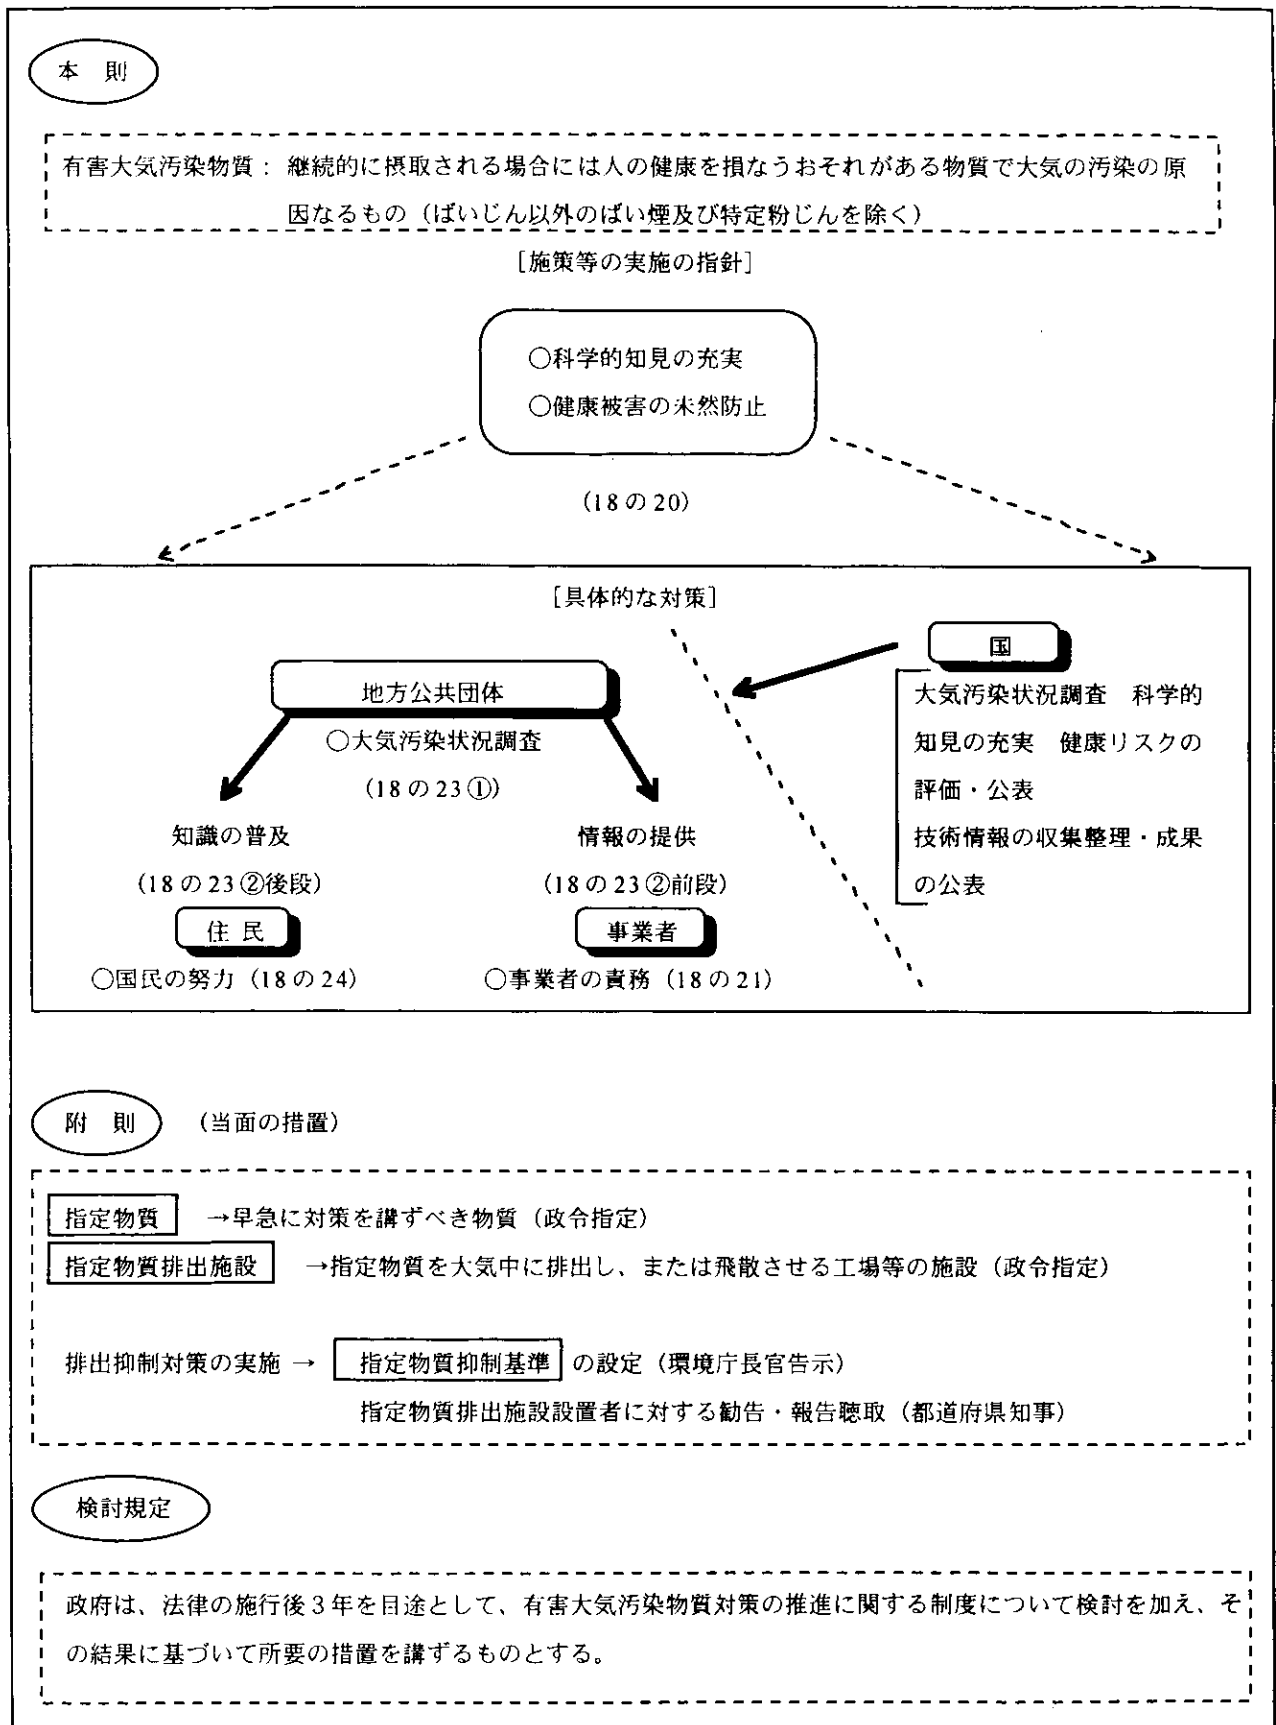 本 則
有害大気汚染物質： 継続的に摂取される場合には人の健康を損なうおそれがある物質で大気の汚染の原
因なるもの（ばいじん以外のばい煙及び特定粉じんを除く）
［施策等の実施の指針］
○科学的知見の充実
○健康被害の未然防止
（18の20）
［具体的な対策］
国
地方公共団体
大気汚染状況調査 科学的
知見の充実 健康リスクの
評価・公表
技術情報の収集整理・成果
の公表
○大気汚染状況調査
（18の23①）
知識の普及
（18の23②後段）
住 民
○国民の努力（18の24）
情報の提供
（18の23②前段）
事業者
○事業者の責務（18の21）
附 則 （当面の措置）
指定物質 →早急に対策を講ずべき物質（政令指定）
指定物質排出施設 →指定物質を大気中に排出し、または飛散させる工場等の施設（政令指定）
排出抑制対策の実施 → 指定物質抑制基準 の設定（環境庁長官告示）
指定物質排出施設設置者に対する勧告・報告聴取（都道府県知事）
検討規定
政府は、法律の施行後３年を目途として、有害大気汚染物質対策の推進に関する制度について検討を加え、そ
の結果に基づいて所要の措置を講ずるものとする。